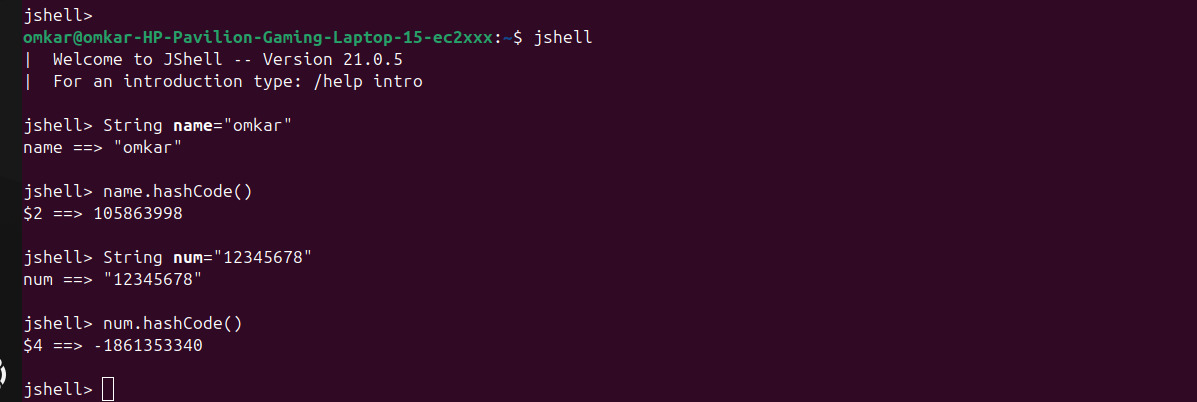 jshell>
omkar@omkar-HP-Pavilion-Gaming-Laptop-15-ec2xxx:~$ jshell
|  Welcome to JShell -- Version 21.0.5
|  For an introduction type: /help intro
jshell> String name="omkar"
name ==> "omkar"
jshell> name.hashCode()
$2 ==> 105863998
jshell> String num="12345678"
num ==> "12345678"
jshell> num.hashCode()
$4 ==> -1861353340
jshell>